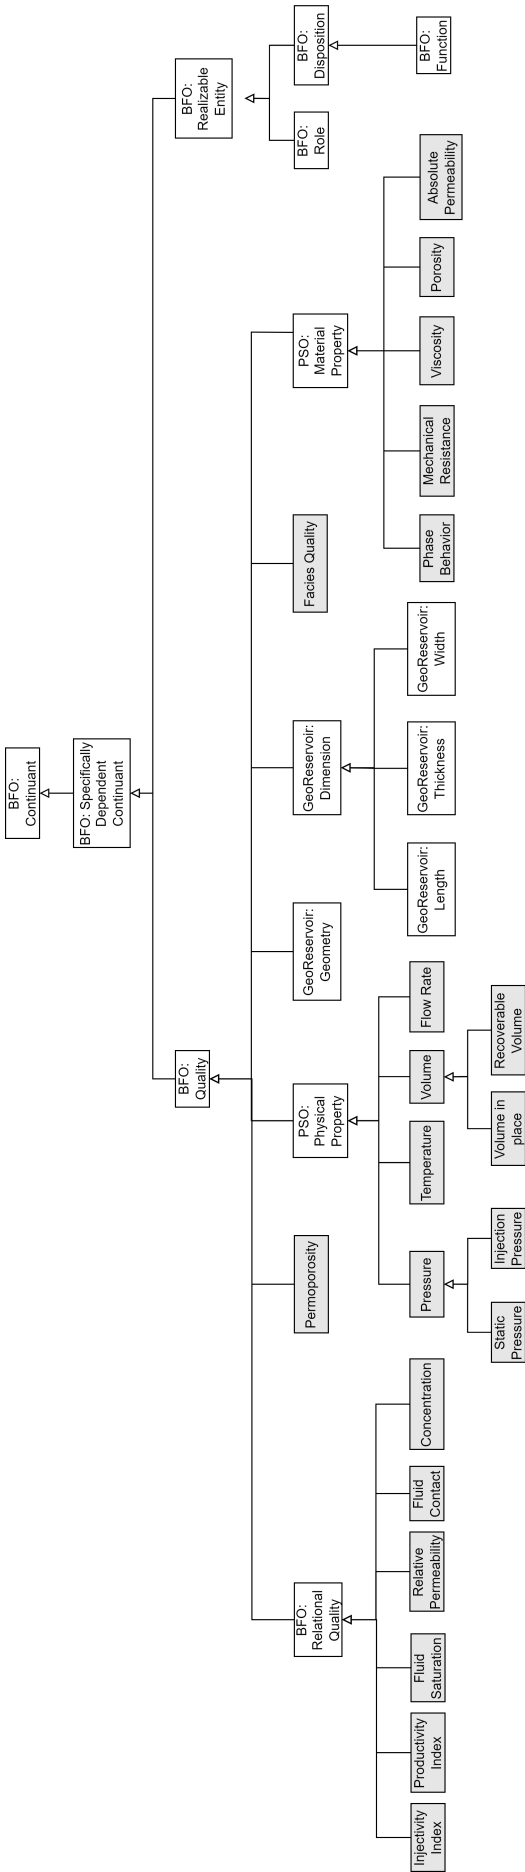 BFO:
Continuant
BFO: Specifically
Dependent
Continuant
BFO:
Quality
BFO:
Realizable
Entity
BFO:
Relational
Quality
Permoporosity
PSO:
Physical
Property
GeoReservoir:
Geometry
GeoReservoir:
Dimension
Facies Quality
PSO:
Material
Property
BFO:
Role
BFO:
Disposition
Injectivity
Index
Productivity
Index
Fluid
Saturation
Relative
Permeability
Fluid
Contact
Concentration
Pressure
Temperature
Volume
Flow Rate
GeoReservoir:
Length
GeoReservoir:
Thickness
GeoReservoir:
Width
Phase
Behavior
Mechanical
Resistance
Viscosity
Porosity
Absolute
Permeability
BFO:
Function
Static
Pressure
Injection
Pressure
Volume in
place
Recoverable
Volume